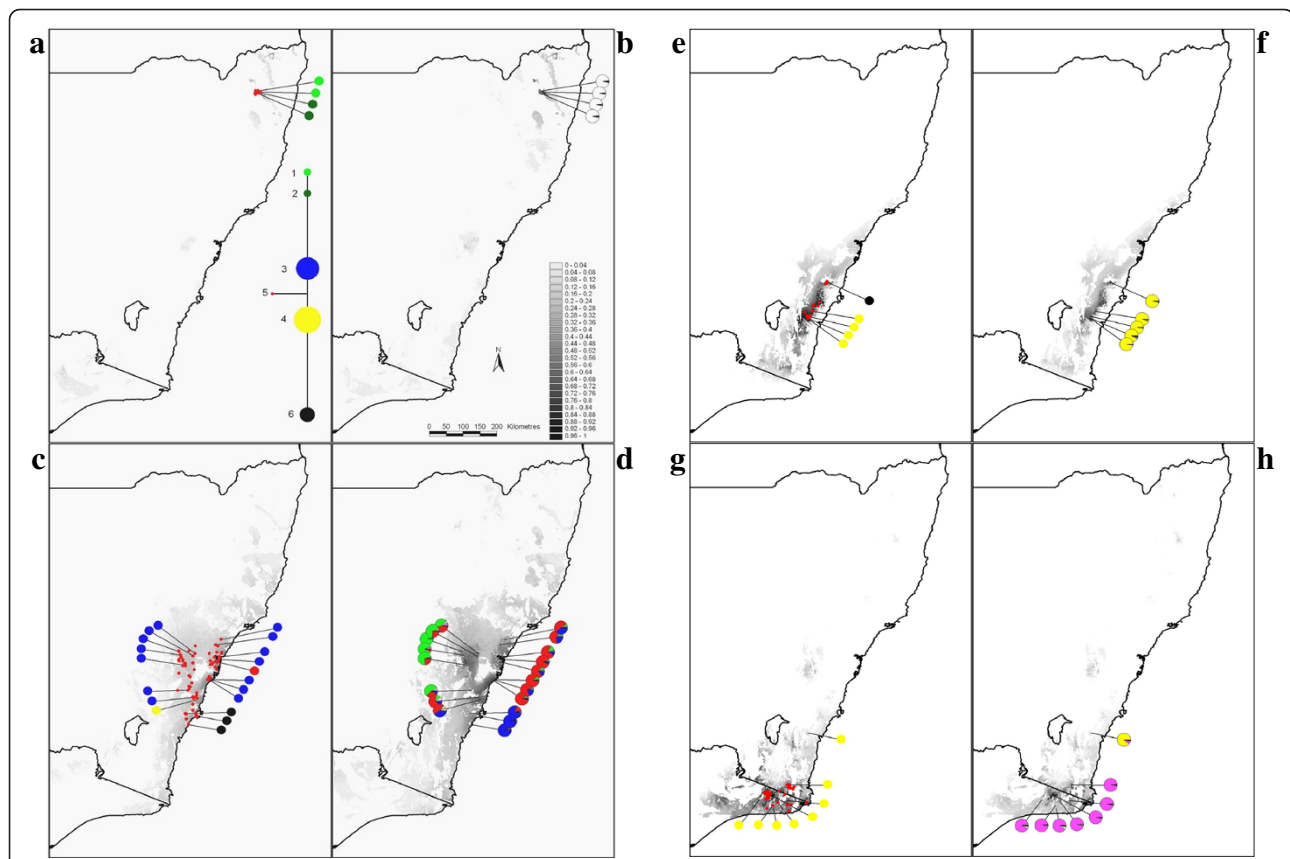 a
b
1
2
3
5
4
6
N
0 50 100 150 200 Kilometres
0 - 0.04
0.04 - 0.08
0.08 - 0.12
0.12 - 0.16
0.16 - 0.2
0.2 - 0.24
0.24 - 0.28
0.28 - 0.32
0.32 - 0.36
0.36 - 0.4
0.4 - 0.44
0.44 - 0.48
0.48 - 0.52
0.52 - 0.56
0.56 - 0.6
0.6 - 0.64
0.64 - 0.68
0.68 - 0.72
0.72 - 0.76
0.76 - 0.8
0.8 - 0.84
0.84 - 0.88
0.88 - 0.92
0.92 - 0.96
0.96 - 1
e
f
c
d
g
h